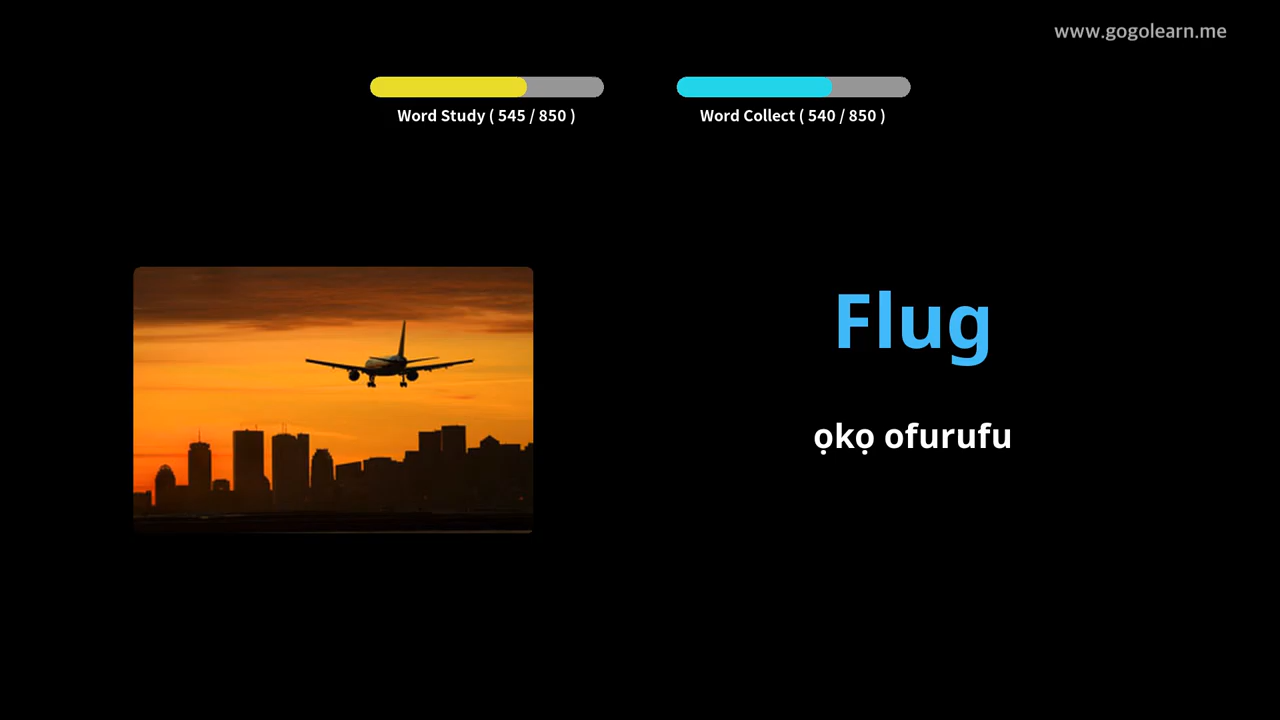 www.gogolearn.me
Word Study ( 545 / 850 )
Word Collect ( 540 / 850 )
Flug
ọkọ ofurufu